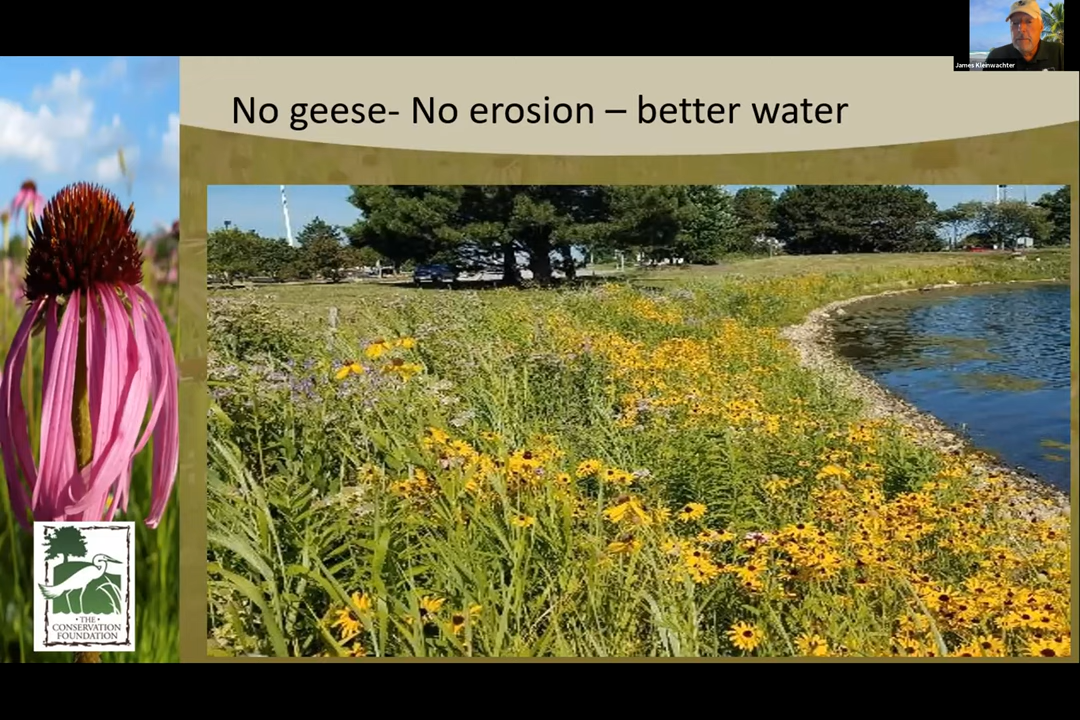 James Kleinwachter
No geese- No erosion – better water
• THE •
CONSERVATION
FOUNDATION